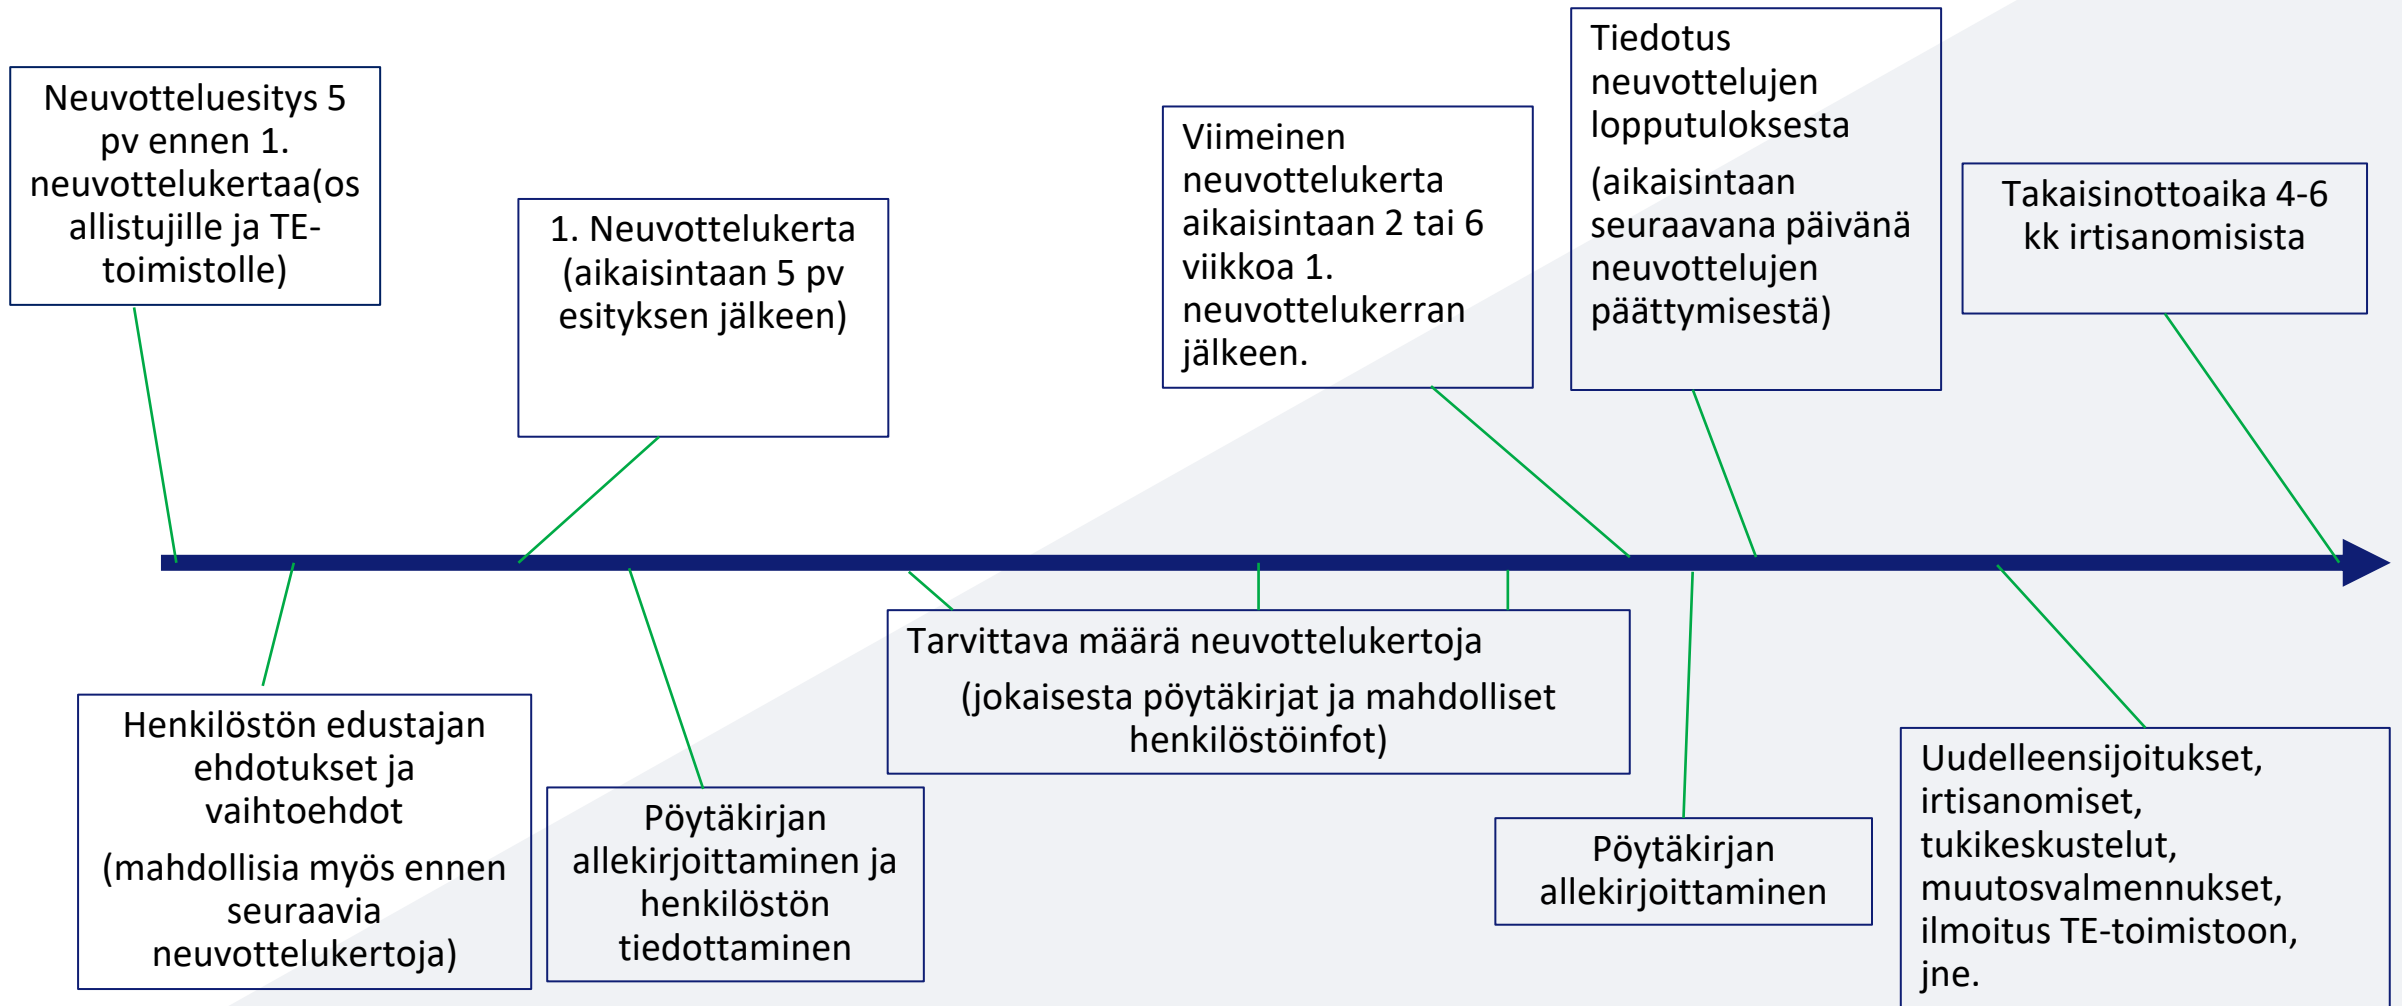 Neuvotteluesitys 5
pv ennen 1.
neuvottelukertaa(os
allistujille ja TE-
toimistolle)
1. Neuvottelukerta
(aikaisintaan 5 pv
esityksen jälkeen)
Viimeinen
neuvottelukerta
aikaisintaan 2 tai 6
viikkoa 1.
neuvottelukerran
jälkeen.
Tiedotus
neuvottelujen
lopputuloksesta
(aikaisintaan
seuraavana päivänä
neuvottelujen
päättymisestä)
Takaisinottoaika 4-6
kk irtisanomisista
Henkilöstön edustajan
ehdotukset ja
vaihtoehdot
(mahdollisia myös ennen
seuraavia
neuvottelukertoja)
Pöytäkirjan
allekirjoittaminen ja
henkilöstön
tiedottaminen
Tarvittava määrä neuvottelukertoja
(jokaisesta pöytäkirjat ja mahdolliset
henkilöstöinfot)
Pöytäkirjan
allekirjoittaminen
Uudelleensijoitukset,
irtisanomiset,
tukikeskustelut,
muutosvalmennukset,
ilmoitus TE-toimistoon,
jne.